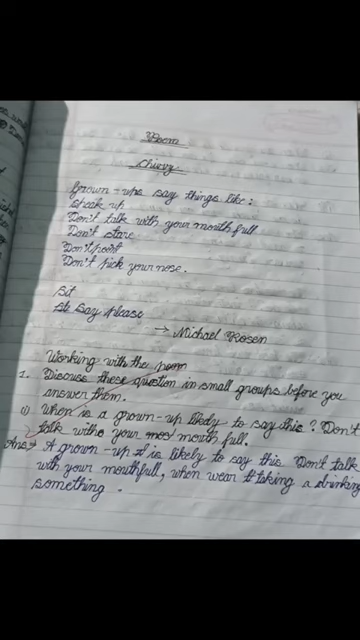 Poem
Chivvy
Grown-ups say things like:
Speak up
Don't talk with your mouth full
Don't stare
Don't point
Don't pick your nose.
Sit
Say please
→ Michael Rosen
Working with the poem
1. Discuss these question in small groups before you
answer them.
(i) When is a grown-up likely to say this? Don't
talk with your mouth full.
Ans → A grown-up is likely to say this Don't talk
with your mouthfull, when wear taking a drinking
something.